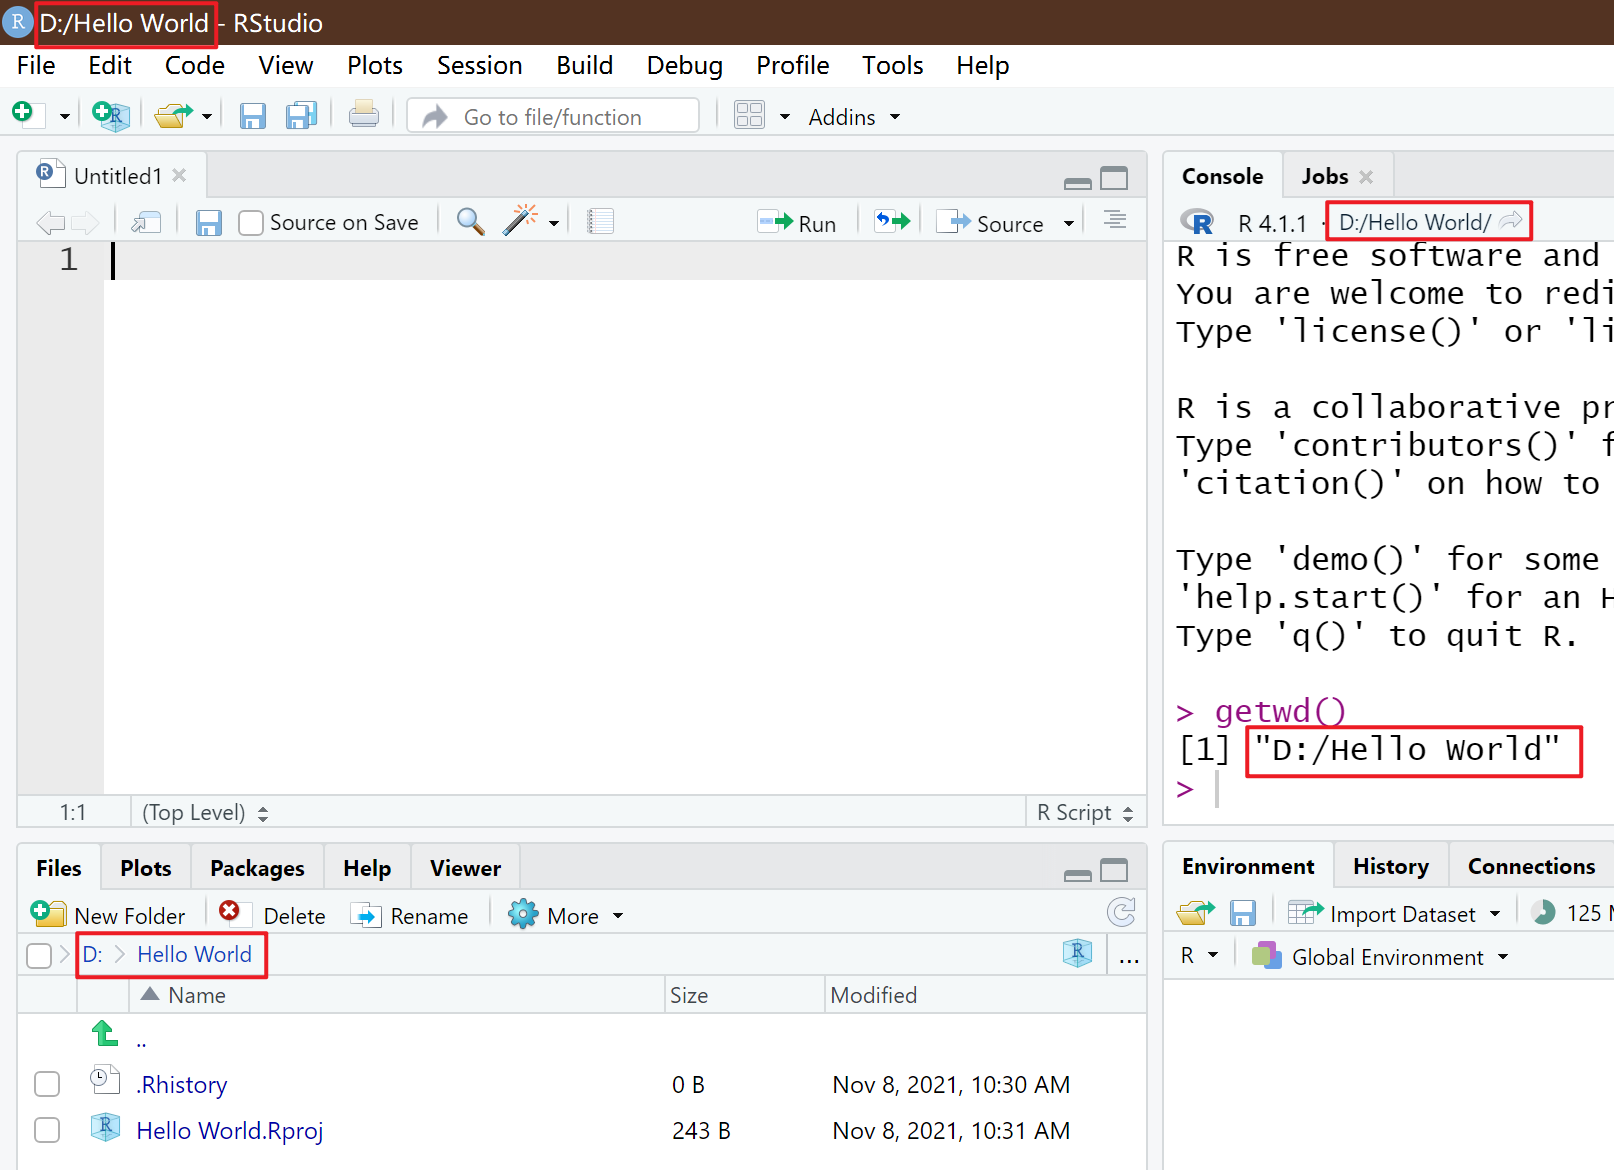 R D:/Hello World - RStudio
File Edit Code View Plots Session Build Debug Profile Tools Help
Go to file/function Addins
Untitled1
Source on Save Run Source
1
1:1 (Top Level) R Script
Console Jobs
R 4.1.1 · D:/Hello World/
R is free software and
You are welcome to redi
Type 'license()' or 'li
R is a collaborative pr
Type 'contributors()' f
'citation()' on how to
Type 'demo()' for some
'help.start()' for an H
Type 'q()' to quit R.
> getwd()
[1] "D:/Hello World"
>
Files Plots Packages Help Viewer
New Folder Delete Rename More
D: Hello World ...
Name Size Modified
..
.Rhistory 0 B Nov 8, 2021, 10:30 AM
Hello World.Rproj 243 B Nov 8, 2021, 10:31 AM
Environment History Connections
Import Dataset 125 M
R Global Environment